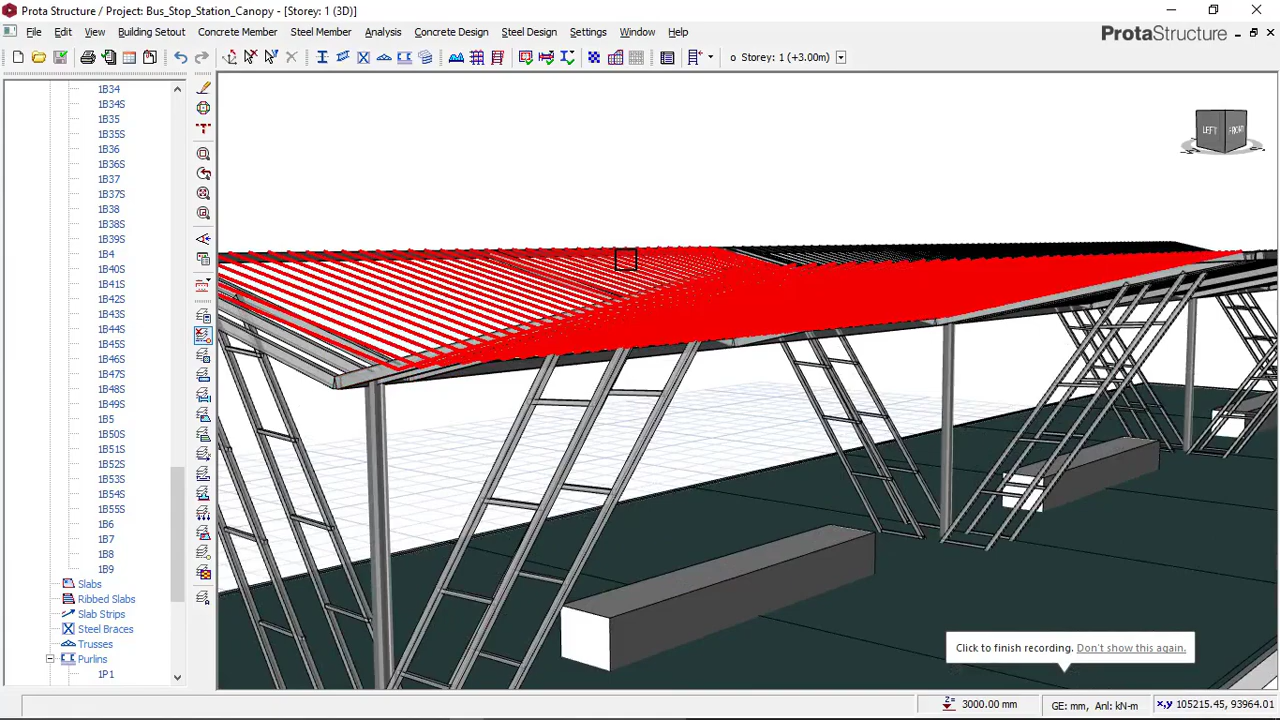 Prota Structure / Project: Bus_Stop_Station_Canopy - [Storey: 1 (3D)]
File Edit View Building Setout Concrete Member Steel Member Analysis Concrete Design Steel Design Settings Window Help
ProtaStructure
o Storey: 1 (+3.00m)
1B34
1B34S
1B35
1B35S
1B36
1B36S
1B37
1B37S
1B38
1B38S
1B39S
1B4
1B40S
1B41S
1B42S
1B43S
1B44S
1B45S
1B46S
1B47S
1B48S
1B49S
1B5
1B50S
1B51S
1B52S
1B53S
1B54S
1B55S
1B6
1B7
1B8
1B9
Slabs
Ribbed Slabs
Slab Strips
Steel Braces
Trusses
Purlins
1P1
LEFT FRONT
Click to finish recording. Don't show this again.
Z= 3000.00 mm GE: mm, Anl: kN-m x,y 105215.45, 93964.01